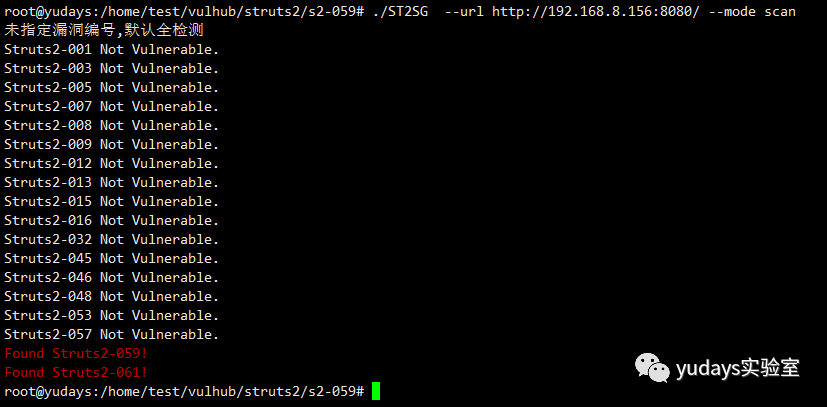 root@yudays:/home/test/vulhub/struts2/s2-059# ./ST2SG  --url http://192.168.8.156:8080/ --mode scan
未指定漏洞编号,默认全检测
Struts2-001 Not Vulnerable.
Struts2-003 Not Vulnerable.
Struts2-005 Not Vulnerable.
Struts2-007 Not Vulnerable.
Struts2-008 Not Vulnerable.
Struts2-009 Not Vulnerable.
Struts2-012 Not Vulnerable.
Struts2-013 Not Vulnerable.
Struts2-015 Not Vulnerable.
Struts2-016 Not Vulnerable.
Struts2-032 Not Vulnerable.
Struts2-045 Not Vulnerable.
Struts2-046 Not Vulnerable.
Struts2-048 Not Vulnerable.
Struts2-053 Not Vulnerable.
Struts2-057 Not Vulnerable.
Found Struts2-059!
Found Struts2-061!
root@yudays:/home/test/vulhub/struts2/s2-059#
yudays实验室